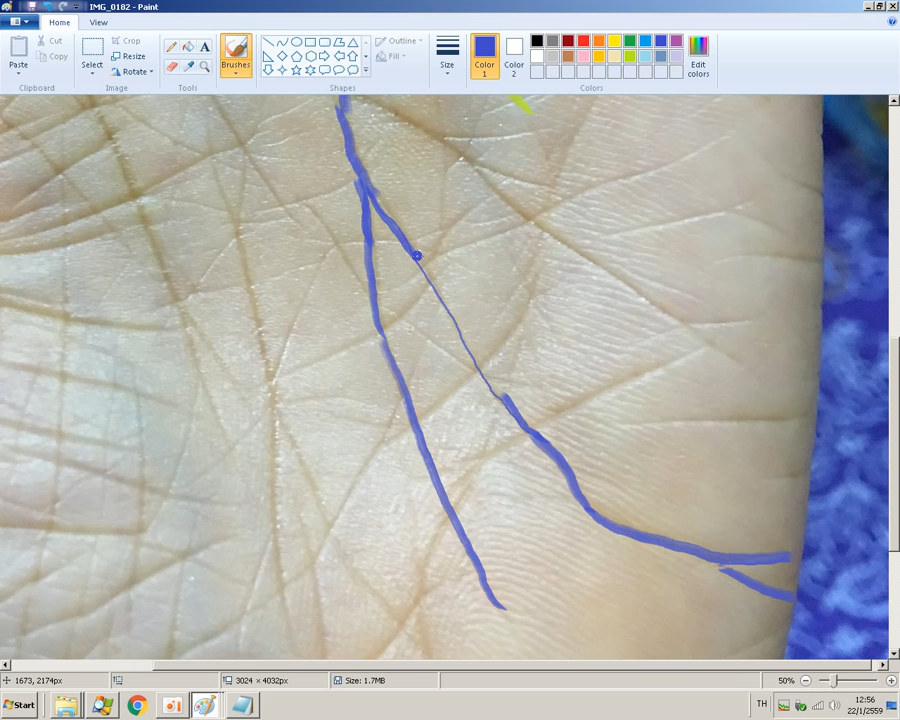 IMG_0182 - Paint
Home View
Paste
Cut
Copy
Clipboard
Select
Crop
Resize
Rotate
Image
A
Tools
Brushes
Outline
Fill
Shapes
Size
Color 1
Color 2
Edit colors
Colors
1673, 2174px
3024 × 4032px
Size: 1.7MB
50%
Start
TH
12:56
22/1/2559